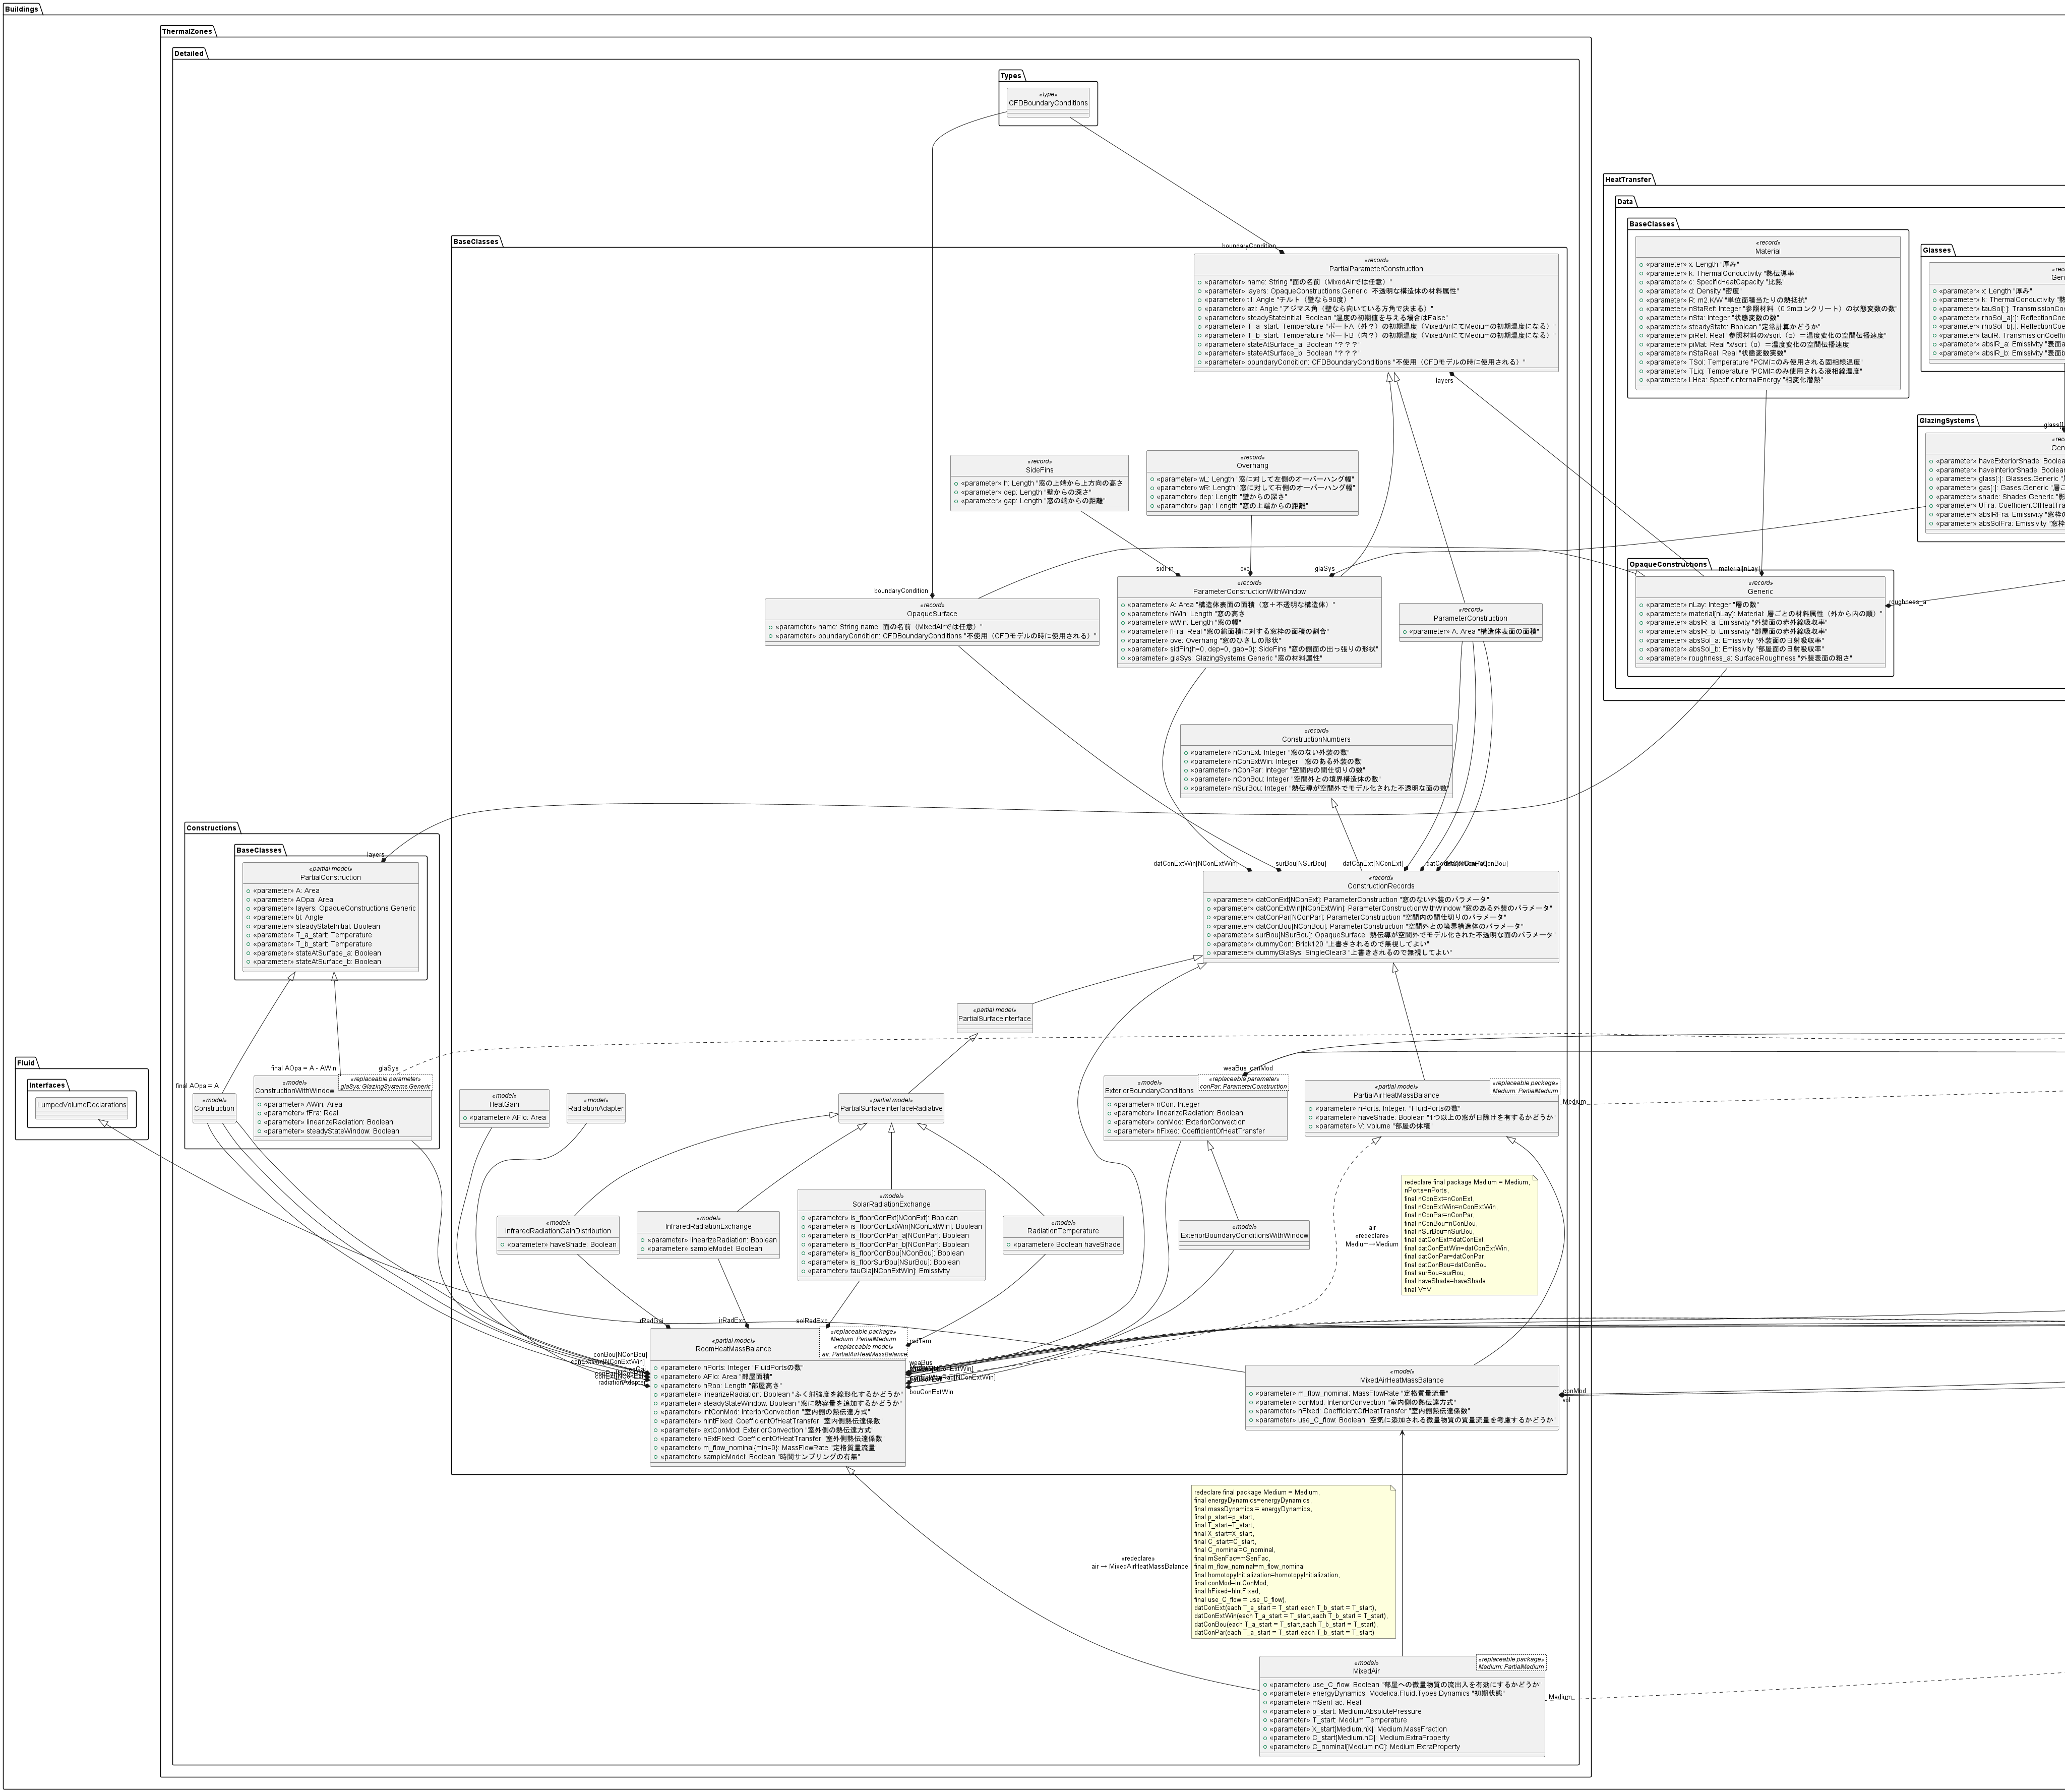 Buildings
ThermalZones
Detailed
Types
«type»
CFDBoundaryConditions
BaseClasses
boundaryCondition
«record»
PartialParameterConstruction
«parameter» name: String "面の名前（MixedAirでは任意）"
«parameter» layers: OpaqueConstructions.Generic "不透明な構造体の材料属性"
«parameter» til: Angle "チルト（壁なら90度）"
«parameter» azi: Angle "アジマス角（壁なら向いている方角で決まる）
«parameter» steadyStateInitial: Boolean "温度の初期値を与える場合はFalse"
«parameter» T_a_start: Temperature "ポートA（外？）の初期温度（MixedAirにてMediumの初期温度になる）"
«parameter» T_b_start: Temperature "ポートB（内？）の初期温度（MixedAirにてMediumの初期温度になる）"
«parameter» stateAtSurface_a: Boolean "？？？"
«parameter» stateAtSurface_b: Boolean "？？？"
«parameter» boundaryCondition: CFDBoundaryConditions "不使用（CFDモデルの時に使用される）"
layers
HeatTransfer
Data
BaseClasses
«record»
Material
«parameter» x: Length "厚み"
«parameter» k: ThermalConductivity "熱伝導率"
«parameter» c: SpecificHeatCapacity "比熱"
«parameter» d: Density "密度"
«parameter» R: m2.K/W "単位面積当たりの熱抵抗"
«parameter» nStaRef: Integer "参照材料（0.2mコンクリート）の状態変数の数"
«parameter» nSta: Integer "状態変数の数"
«parameter» steadyState: Boolean "定常計算かどうか"
«parameter» piRef: Real "参照材料のx/sqrt（α）＝温度変化の空間伝播速度"
«parameter» piMat: Real "x/sqrt（α）＝温度変化の空間伝播速度"
«parameter» nStaReal: Real "状態変数実数"
«parameter» TSol: Temperature "PCMにのみ使用される固相線温度"
«parameter» TLiq: Temperature "PCMにのみ使用される液相線温度"
«parameter» LHea: SpecificInternalEnergy "相変化潜熱"
Glasses
«rec
Gen
«parameter» x: Length "厚み"
«parameter» k: ThermalConductivity "熱
«parameter» tauSol[:]: TransmissionCoe
«parameter» rhoSol_a[:]: ReflectionCoe
«parameter» rhoSol_b[:]: ReflectionCoe
«parameter» tauIR: TransmissionCoeffic
«parameter» absIR_a: Emissivity "表面a
«parameter» absIR_b: Emissivity "表面b
glass[:]
GlazingSystems
«rec
Gen
«parameter» haveExteriorShade: Boolea
«parameter» haveInteriorShade: Boolean
«parameter» glass[:]: Glasses.Generic "
«parameter» gas[:]: Gases.Generic "層ご
«parameter» shade: Shades.Generic "影
«parameter» UFra: CoefficientOfHeatTra
«parameter» absIRFra: Emissivity "窓枠の
«parameter» absSolFra: Emissivity "窓枠
OpaqueConstructions
material[nLay]
«record»
Generic
«parameter» nLay: Integer "層の数"
«parameter» material[nLay]: Material: 層ごとの材料属性（外から内の順）"
«parameter» absIR_a: Emissivity "外装面の赤外線吸収率"
«parameter» absIR_b: Emissivity "部屋面の赤外線吸収率"
«parameter» absSol_a: Emissivity "外装面の日射吸収率"
«parameter» absSol_b: Emissivity "部屋面の日射吸収率"
«parameter» roughness_a: SurfaceRoughness "外装表面の粗さ"
roughness_a
«record»
SideFins
«parameter» h: Length "窓の上端から上方向の高さ"
«parameter» dep: Length "壁からの深さ"
«parameter» gap: Length "窓の端からの距離"
«record»
Overhang
«parameter» wL: Length "窓に対して左側のオーバーハング幅"
«parameter» wR: Length "窓に対して右側のオーバーハング幅"
«parameter» dep: Length "壁からの深さ"
«parameter» gap: Length "窓の上端からの距離"
sidFin
ove
glaSys
«record»
ParameterConstructionWithWindow
«parameter» A: Area "構造体表面の面積（窓＋不透明な構造体）"
«parameter» hWin: Length "窓の高さ"
«parameter» wWin: Length "窓の幅"
«parameter» fFra: Real "窓の総面積に対する窓枠の面積の割合"
«parameter» ove: Overhang "窓のひさしの形状"
«parameter» sidFin(h=0, dep=0, gap=0): SideFins "窓の側面の出っ張りの形状"
«parameter» glaSys: GlazingSystems.Generic "窓の材料属性"
boundaryCondition
«record»
OpaqueSurface
«parameter» name: String name "面の名前（MixedAirでは任意）"
«parameter» boundaryCondition: CFDBoundaryConditions "不使用（CFDモデルの時に使用される）"
«record»
ParameterConstruction
«parameter» A: Area "構造体表面の面積"
«record»
ConstructionNumbers
«parameter» nConExt: Integer "窓のない外装の数"
«parameter» nConExtWin: Integer "窓のある外装の数"
«parameter» nConPar: Integer "空間内の間仕切りの数"
«parameter» nConBou: Integer "空間外との境界構造体の数"
«parameter» nSurBou: Integer "熱伝導が空間外でモデル化された不透明な面の数"
datConExtWin[NConExtWin]
surBou[NSurBou]
datConExt[NConExt]
«record»
ConstructionRecords
«parameter» datConExt[NConExt]: ParameterConstruction "窓のない外装のパラメータ"
«parameter» datConExtWin[NConExtWin]: ParameterConstructionWithWindow "窓のある外装のパラメータ"
«parameter» datConPar[NConPar]: ParameterConstruction "空間内の間仕切りのパラメータ"
«parameter» datConBou[NConBou]: ParameterConstruction "空間外との境界構造体のパラメータ"
«parameter» surBou[NSurBou]: OpaqueSurface "熱伝導が空間外でモデル化された不透明な面のパラメータ"
«parameter» dummyCon: Brick120 "上書きされるので無視してよい"
«parameter» dummyGlaSys: SingleClear3 "上書きされるので無視してよい"
Constructions
BaseClasses
layers
«partial model»
PartialConstruction
«parameter» A: Area
«parameter» AOpa: Area
«parameter» layers: OpaqueConstructions.Generic
«parameter» til: Angle
«parameter» steadyStateInitial: Boolean
«parameter» T_a_start: Temperature
«parameter» T_b_start: Temperature
«parameter» stateAtSurface_a: Boolean
«parameter» stateAtSurface_b: Boolean
final AOpa = A
final AOpa = A - AWin
glaSys
«model»
Construction
«model»
ConstructionWithWindow
«replaceable parameter»
glaSys: GlazingSystems.Generic
«parameter» AWin: Area
«parameter» fFra: Real
«parameter» linearizeRadiation: Boolean
«parameter» steadyStateWindow: Boolean
Fluid
Interfaces
LumpedVolumeDeclarations
«partial model»
PartialSurfaceInterface
«model»
HeatGain
«parameter» AFlo: Area
«model»
RadiationAdapter
«partial model»
PartialSurfaceInterfaceRadiative
weaBus
conMod
«model»
ExteriorBoundaryConditions
«replaceable parameter»
conPar: ParameterConstruction
«parameter» nCon: Integer
«parameter» linearizeRadiation: Boolean
«parameter» conMod: ExteriorConvection
«parameter» hFixed: CoefficientOfHeatTransfer
«partial model»
PartialAirHeatMassBalance
«replaceable package»
Medium: PartialMedium
«parameter» nPorts: Integer: "FluidPortsの数"
«parameter» haveShade: Boolean "1つ以上の窓が日除けを有するかどうか"
«parameter» V: Volume "部屋の体積"
Medium
«model»
InfraredRadiationGainDistribution
«parameter» haveShade: Boolean
«model»
InfraredRadiationExchange
«parameter» linearizeRadiation: Boolean
«parameter» sampleModel: Boolean
«model»
SolarRadiationExchange
«parameter» is_floorConExt[NConExt]: Boolean
«parameter» is_floorConExtWin[NConExtWin]: Boolean
«parameter» is_floorConPar_a[NConPar]: Boolean
«parameter» is_floorConPar_b[NConPar]: Boolean
«parameter» is_floorConBou[NConBou]: Boolean
«parameter» is_floorSurBou[NSurBou]: Boolean
«parameter» tauGla[NConExtWin]: Emissivity
«model»
RadiationTemperature
«parameter» Boolean haveShade
«model»
ExteriorBoundaryConditionsWithWindow
air
«redeclare»
Medium→Medium
redeclare final package Medium = Medium,
nPorts=nPorts,
final nConExt=nConExt,
final nConExtWin=nConExtWin,
final nConPar=nConPar,
final nConBou=nConBou,
final nSurBou=nSurBou,
final datConExt=datConExt,
final datConExtWin=datConExtWin,
final datConPar=datConPar,
final datConBou=datConBou,
final surBou=surBou,
final haveShade=haveShade,
final V=V
irRadGai
irRadExc
solRadExc
radTem
weaBus
conBou[NConBou]
conExtWin[NConExtWin]
radiationAdapter
bouConExtWin
«partial model»
RoomHeatMassBalance
«replaceable package»
Medium: PartialMedium
«replaceable model»
air: PartialAirHeatMassBalance
«parameter» nPorts: Integer "FluidPortsの数"
«parameter» AFlo: Area "部屋面積"
«parameter» hRoo: Length "部屋高さ"
«parameter» linearizeRadiation: Boolean "ふく射強度を線形化するかどうか"
«parameter» steadyStateWindow: Boolean "窓に熱容量を追加するかどうか"
«parameter» intConMod: InteriorConvection "室内側の熱伝達方式"
«parameter» hIntFixed: CoefficientOfHeatTransfer "室内側熱伝達係数"
«parameter» extConMod: ExteriorConvection "室外側の熱伝達方式"
«parameter» hExtFixed: CoefficientOfHeatTransfer "室外側熱伝達係数"
«parameter» m_flow_nominal(min=0): MassFlowRate "定格質量流量"
«parameter» sampleModel: Boolean "時間サンプリングの有無"
«model»
MixedAirHeatMassBalance
«parameter» m_flow_nominal: MassFlowRate "定格質量流量"
«parameter» conMod: InteriorConvection "室内側の熱伝達方式"
«parameter» hFixed: CoefficientOfHeatTransfer "室内側熱伝達係数"
«parameter» use_C_flow: Boolean "空気に添加される微量物質の質量流量を考慮するかどうか"
conMod
vol
«redeclare»
air → MixedAirHeatMassBalance
redeclare final package Medium = Medium,
final energyDynamics=energyDynamics,
final massDynamics = energyDynamics,
final p_start=p_start,
final T_start=T_start,
final X_start=X_start,
final C_start=C_start,
final C_nominal=C_nominal,
final mSenFac=mSenFac,
final m_flow_nominal=m_flow_nominal,
final homotopyInitialization=homotopyInitialization,
final conMod=intConMod,
final hFixed=hIntFixed,
final use_C_flow = use_C_flow),
datConExt(each T_a_start = T_start,each T_b_start = T_start),
datConExtWin(each T_a_start = T_start,each T_b_start = T_start),
datConBou(each T_a_start = T_start,each T_b_start = T_start),
datConPar(each T_a_start = T_start,each T_b_start = T_start)
«model»
MixedAir
«replaceable package»
Medium: PartialMedium
«parameter» use_C_flow: Boolean "部屋への微量物質の流出入を有効にするかどうか"
«parameter» energyDynamics: Modelica.Fluid.Types.Dynamics "初期状態"
«parameter» mSenFac: Real
«parameter» p_start: Medium.AbsolutePressure
«parameter» T_start: Medium.Temperature
«parameter» X_start[Medium.nX]: Medium.MassFraction
«parameter» C_start[Medium.nC]: Medium.ExtraProperty
«parameter» C_nominal[Medium.nC]: Medium.ExtraProperty
Medium